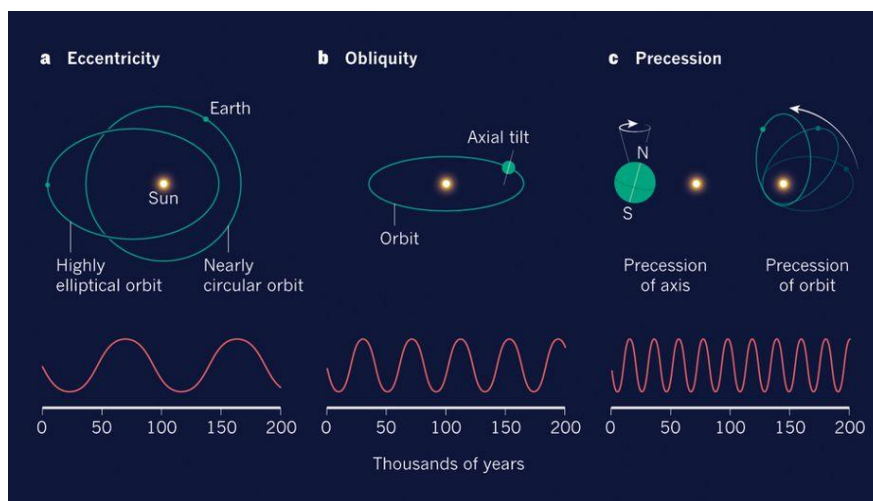 a Eccentricity
Earth
Sun
Highly
elliptical orbit
Nearly
circular orbit
0 50 100 150 200
b Obliquity
Axial tilt
Orbit
0 50 100 150 200
Thousands of years
c Precession
N
S
Precession
of axis
Precession
of orbit
0 50 100 150 200